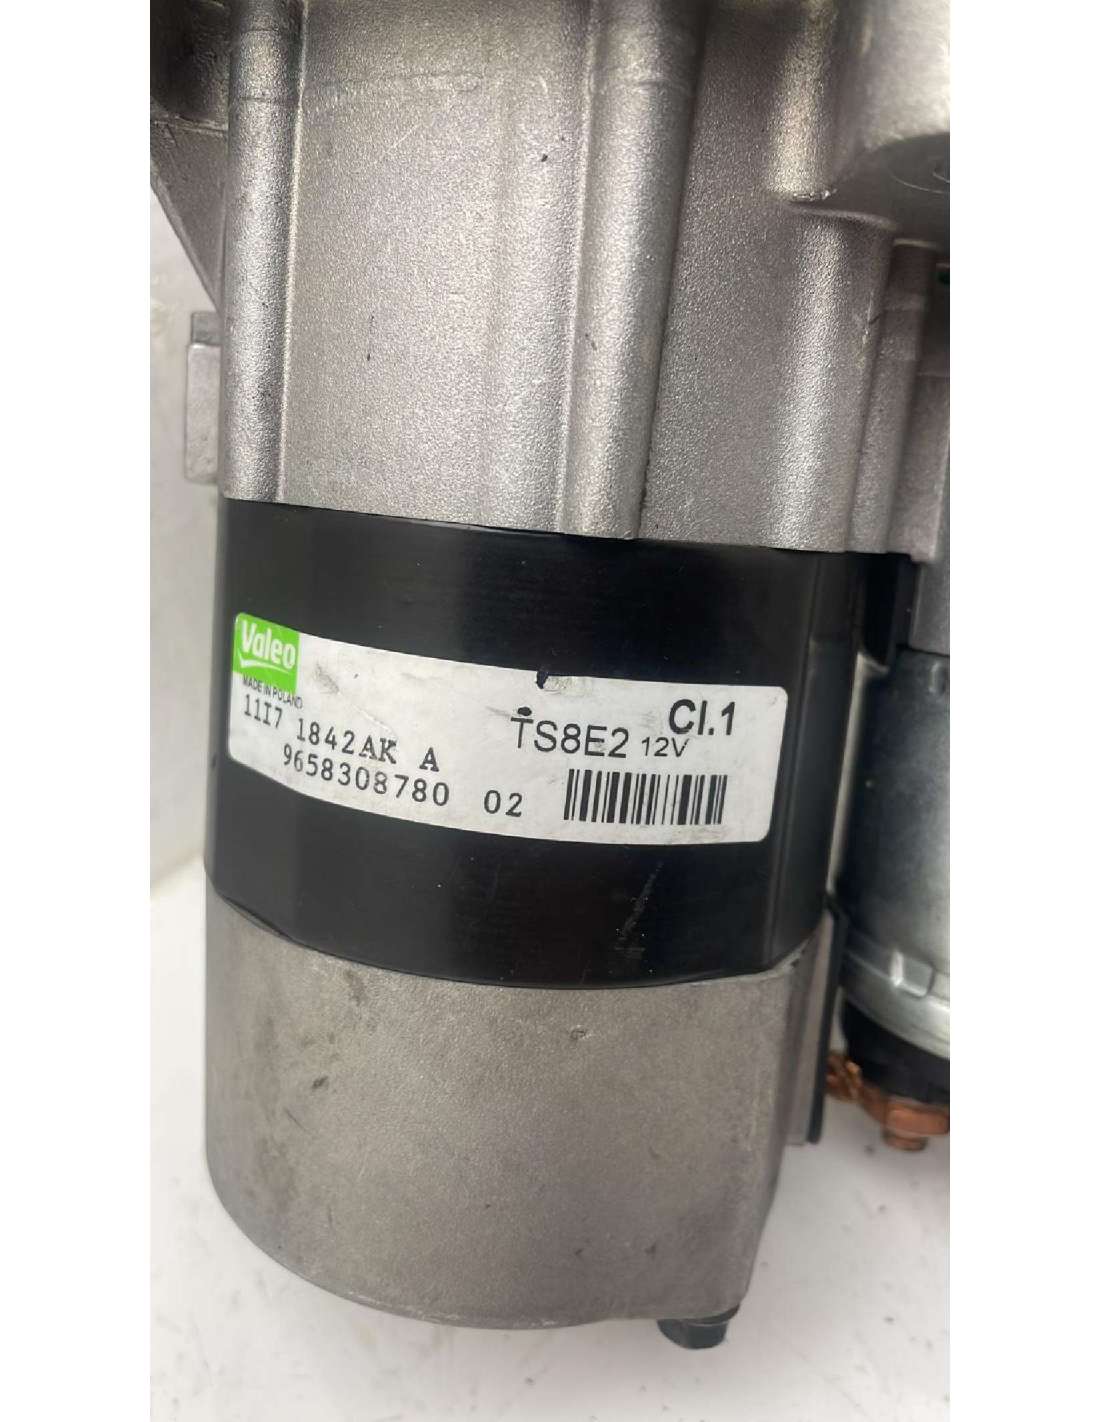 Valeo
MADE IN POLAND
11I7 1842AK A
9658308780 02
TS8E2 12V
Cl.1